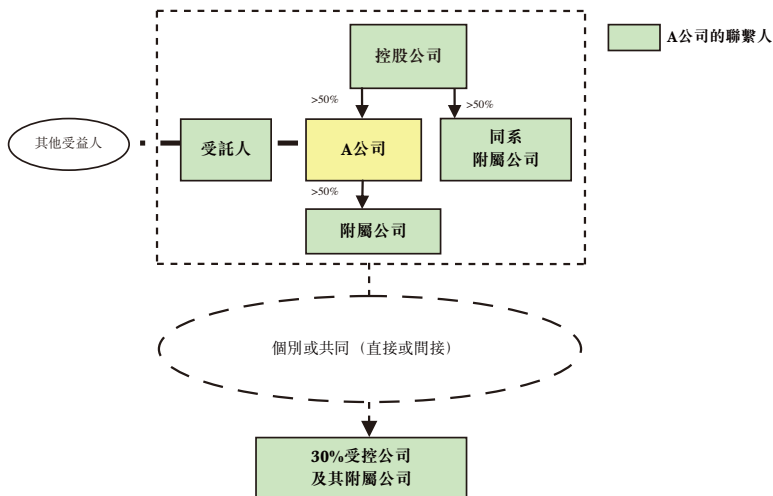 A公司的聯繫人
控股公司
>50%
>50%
其他受益人
受託人
A公司
同系
附屬公司
>50%
附屬公司
個別或共同（直接或間接）
30%受控公司
及其附屬公司